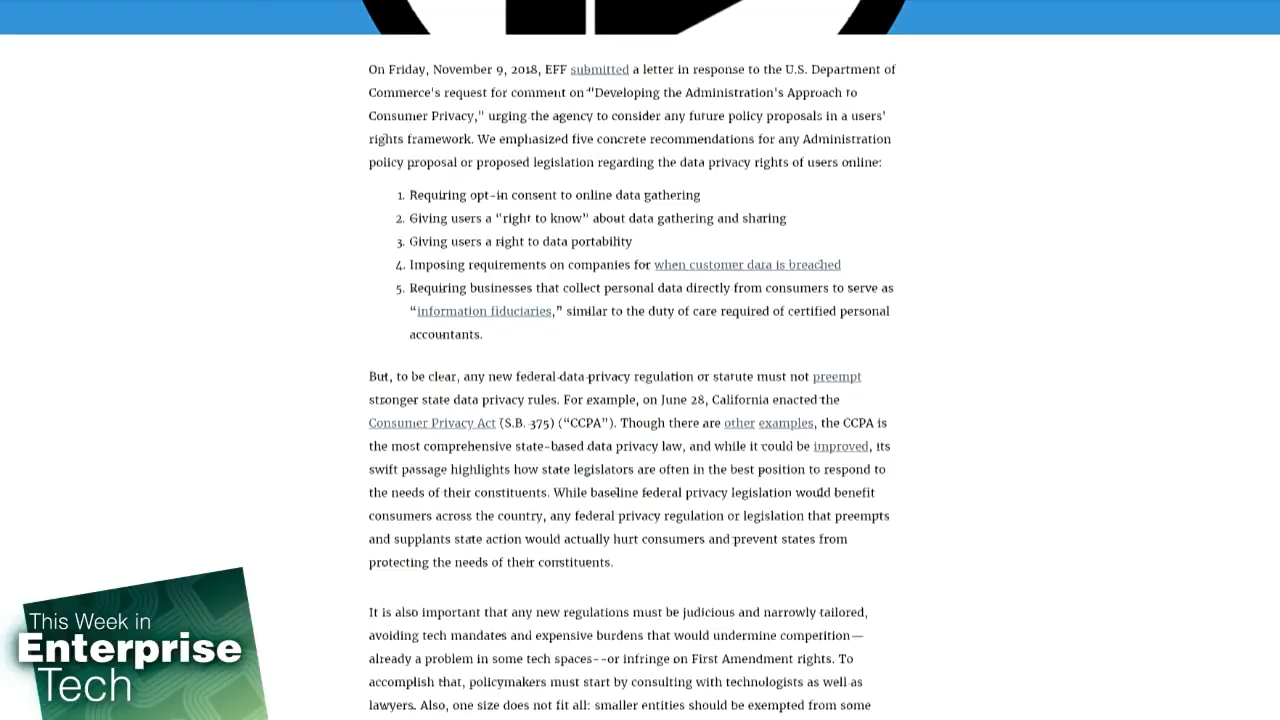 On Friday, November 9, 2018, EFF submitted a letter in response to the U.S. Department of
Commerce's request for comment on "Developing the Administration's Approach to
Consumer Privacy," urging the agency to consider any future policy proposals in a users'
rights framework. We emphasized five concrete recommendations for any Administration
policy proposal or proposed legislation regarding the data privacy rights of users online:
1. Requiring opt-in consent to online data gathering
2. Giving users a “right to know” about data gathering and sharing
3. Giving users a right to data portability
4. Imposing requirements on companies for when customer data is breached
5. Requiring businesses that collect personal data directly from consumers to serve as
“information fiduciaries,” similar to the duty of care required of certified personal
accountants.
But, to be clear, any new federal data privacy regulation or statute must not preempt
stronger state data privacy rules. For example, on June 28, California enacted the
Consumer Privacy Act (S.B. 375) (“CCPA”). Though there are other examples, the CCPA is
the most comprehensive state-based data privacy law, and while it could be improved, its
swift passage highlights how state legislators are often in the best position to respond to
the needs of their constituents. While baseline federal privacy legislation would benefit
consumers across the country, any federal privacy regulation or legislation that preempts
and supplants state action would actually hurt consumers and prevent states from
protecting the needs of their constituents.
It is also important that any new regulations must be judicious and narrowly tailored,
avoiding tech mandates and expensive burdens that would undermine competition—
already a problem in some tech spaces--or infringe on First Amendment rights. To
accomplish that, policymakers must start by consulting with technologists as well as
lawyers. Also, one size does not fit all: smaller entities should be exempted from some
This Week in
Enterprise
Tech